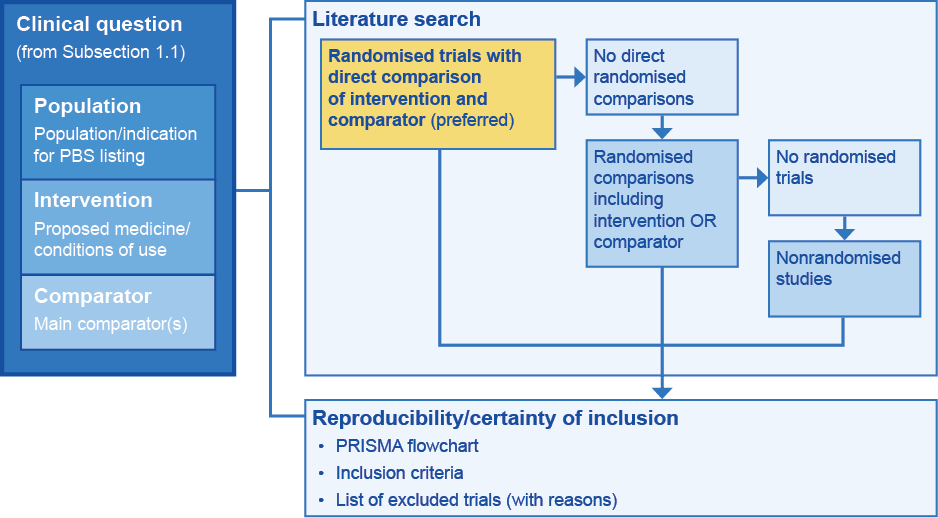 Clinical question
(from Subsection 1.1)
Population
Population/indication
for PBS listing
Intervention
Proposed medicine/
conditions of use
Comparator
Main comparator(s)
Literature search
Randomised trials with
direct comparison
of intervention and
comparator (preferred)
No direct
randomised
comparisons
Randomised
comparisons
including
intervention OR
comparator
No randomised
trials
Nonrandomised
studies
Reproducibility/certainty of inclusion
• PRISMA flowchart
• Inclusion criteria
• List of excluded trials (with reasons)